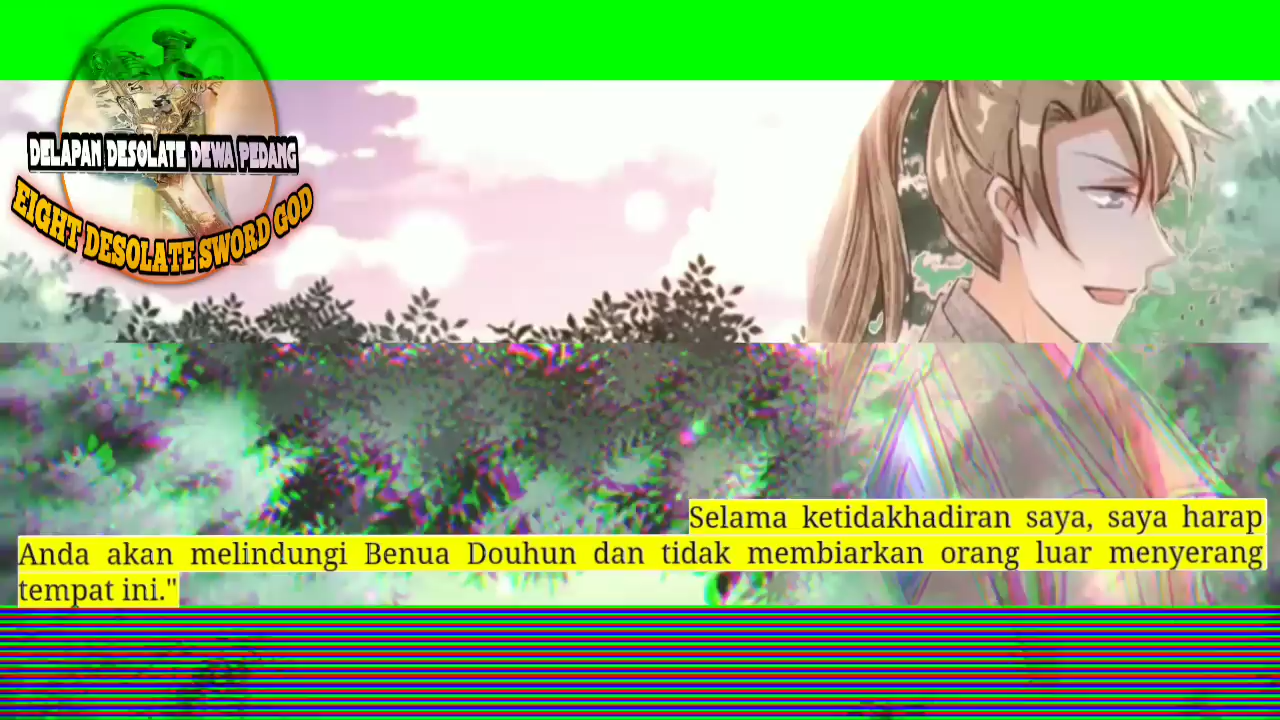 DELAPAN DESOLATE DEWA PEDANG
EIGHT DESOLATE SWORD GOD
Selama ketidakhadiran saya, saya harap
Anda akan melindungi Benua Douhun dan tidak membiarkan orang luar menyerang
tempat ini."